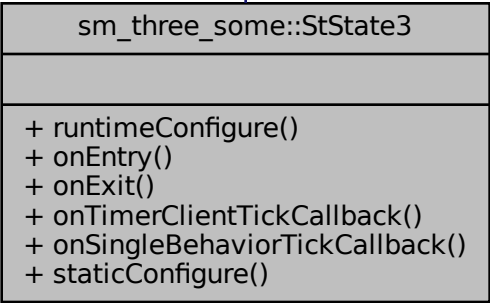 sm_three_some::StState3
+ runtimeConfigure()
+ onEntry()
+ onExit()
+ onTimerClientTickCallback()
+ onSingleBehaviorTickCallback()
+ staticConfigure()